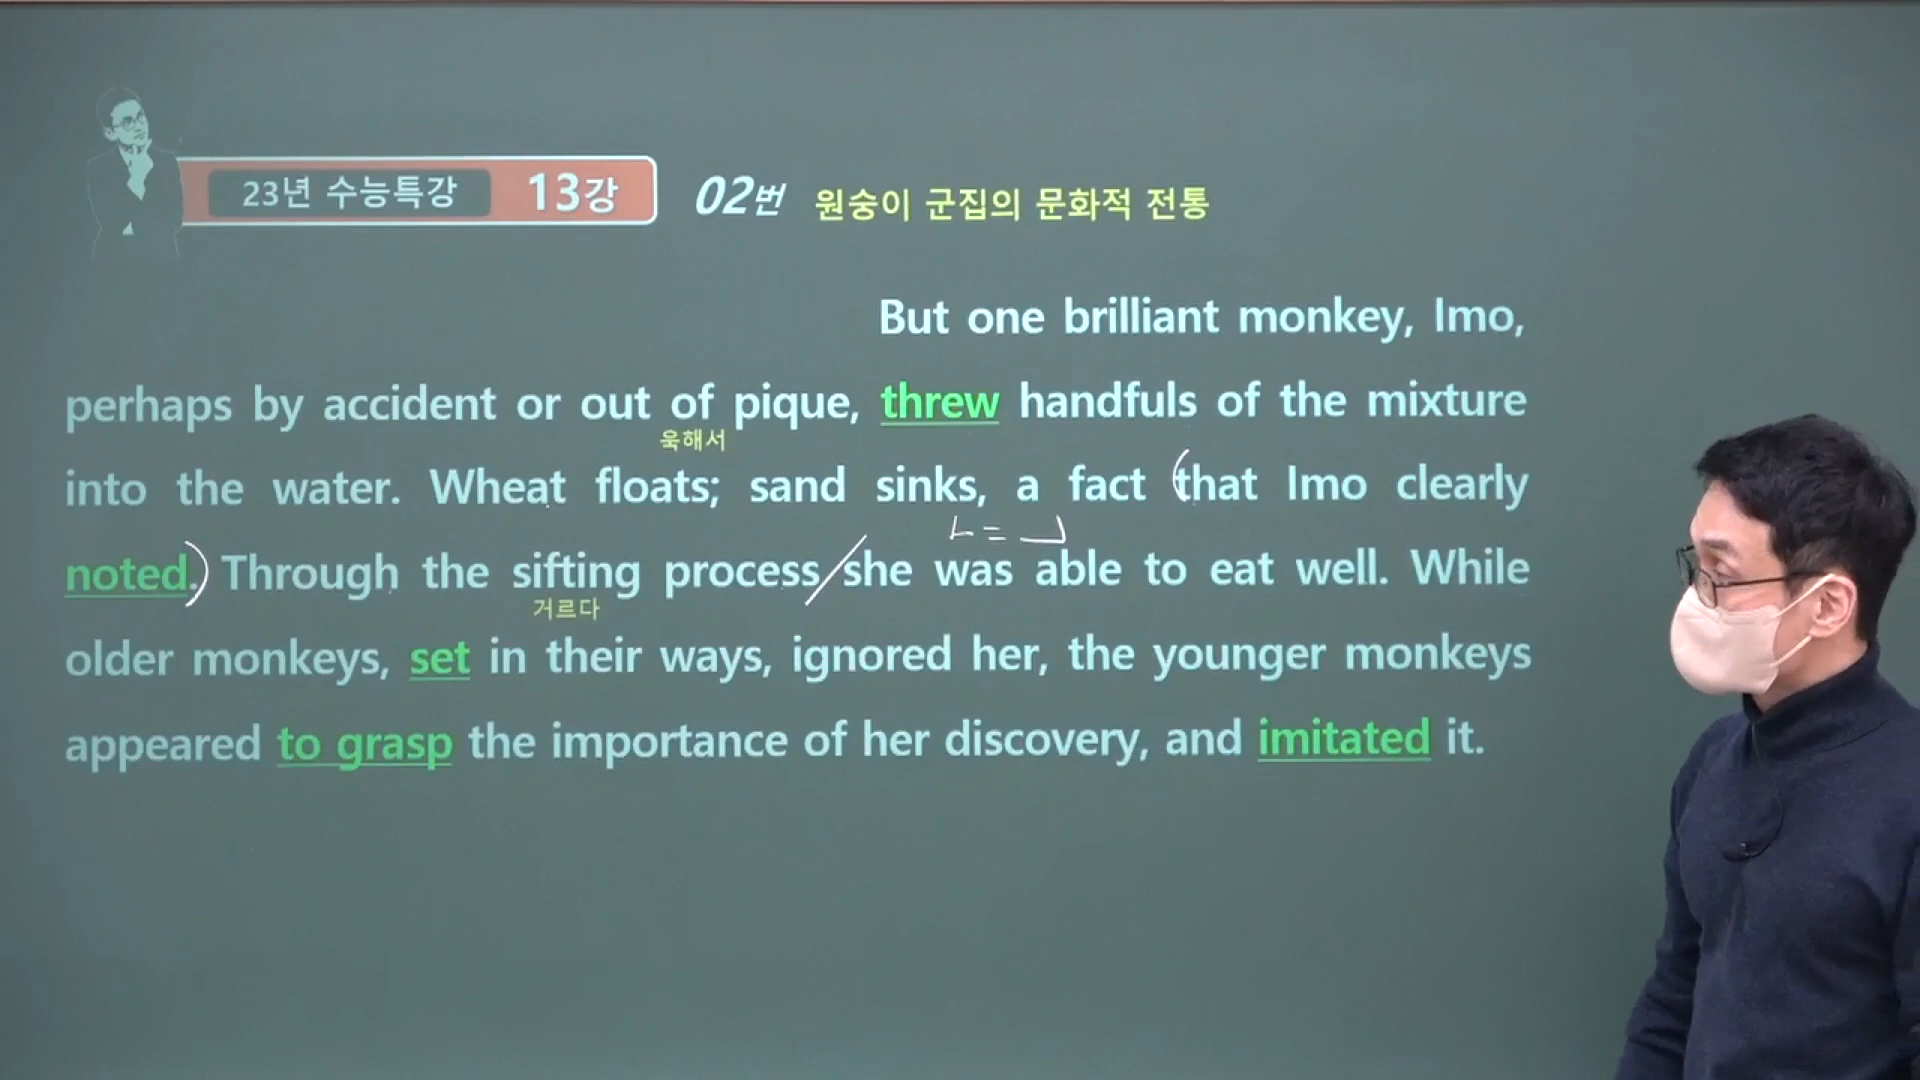 23년 수능특강 13강 02번 원숭이 군집의 문화적 전통
But one brilliant monkey, Imo,
perhaps by accident or out of pique, threw handfuls of the mixture
욱해서
into the water. Wheat floats; sand sinks, a fact (that Imo clearly
noted.) Through the sifting process/she was able to eat well. While
거르다
older monkeys, set in their ways, ignored her, the younger monkeys
appeared to grasp the importance of her discovery, and imitated it.